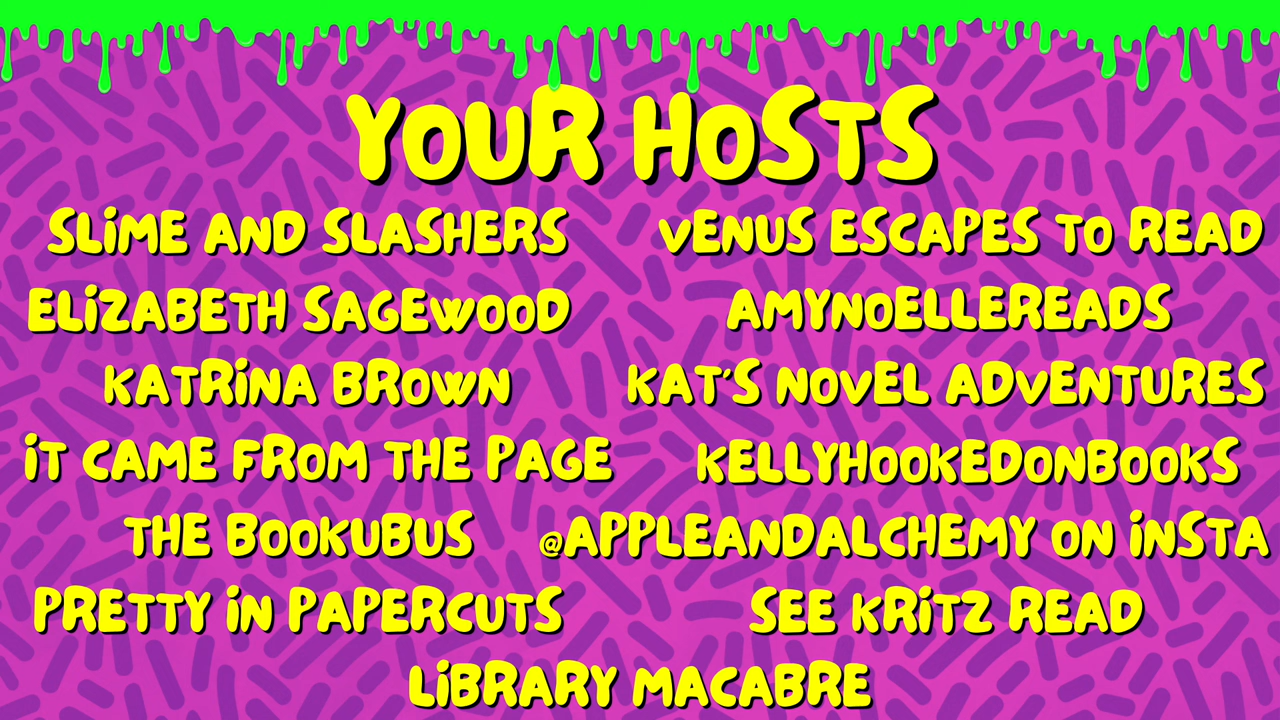 YOUR HOSTS
SLiME AND SLASHERS
VENUS ESCAPES TO READ
ELiZABETH SAGEWOOD
AMYNOELLEREADS
KATRiNA BROWN
KAT'S NOVEL ADVENTURES
iT CAME FROM THE PAGE
KELLYHOOKEDONBOOKS
THE BOOKUBUS
@APPLEANDALCHEMY ON iNSTA
PRETTY iN PAPERCUTS
SEE KRiTZ READ
LiBRARY MACABRE